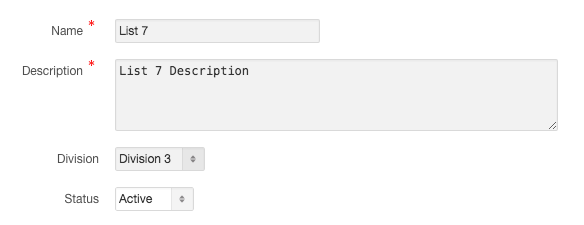 Name * List 7
Description * List 7 Description
Division Division 3
Status Active